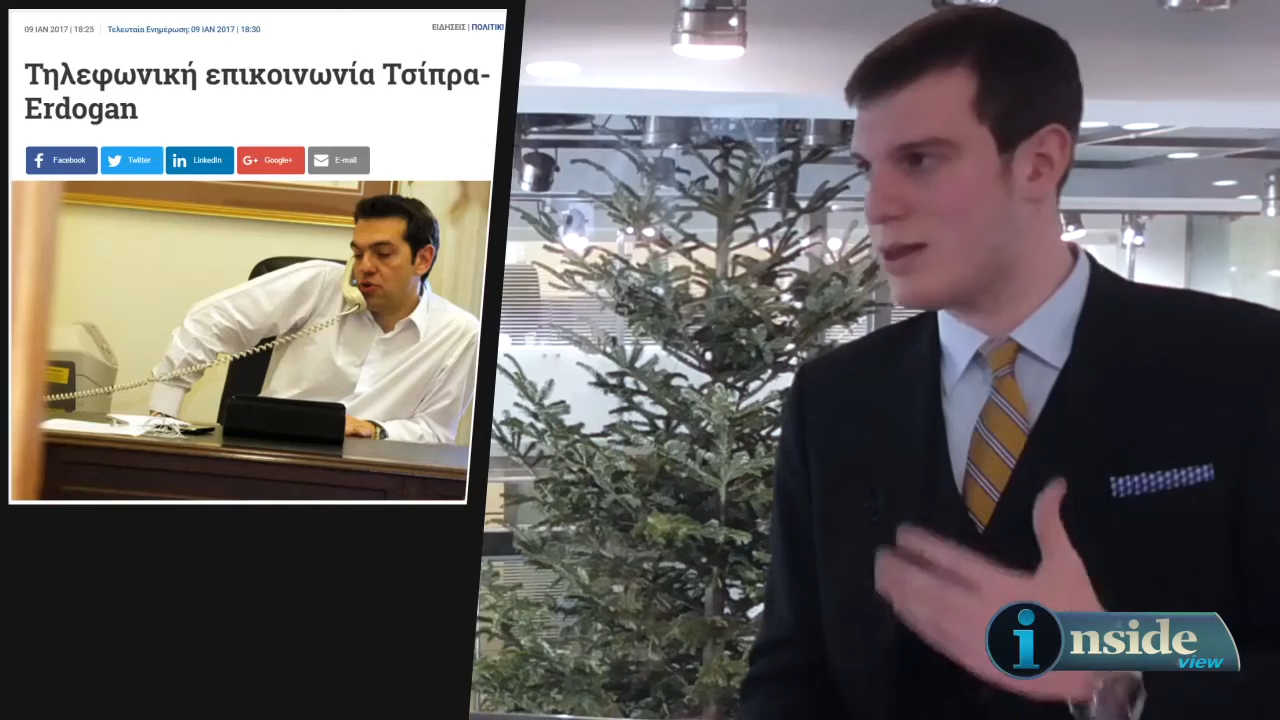 09 ΙΑΝ 2017 | 18:25 Τελευταία Ενημέρωση: 09 ΙΑΝ 2017 | 18:30 ΕΙΔΗΣΕΙΣ | ΠΟΛΙΤΙΚΗ
Τηλεφωνική επικοινωνία Τσίπρα-
Erdogan
Facebook Twitter LinkedIn Google+ E-mail
inside
view